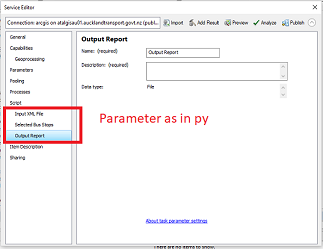 Service Editor
Connection: arcgis on atalgisau01.aucklandtransport.govt.nz (publ...
Import
Add Result
Preview
Analyze
Publish
General
Capabilities
Geoprocessing
Parameters
Pooling
Processes
Script
Input XML File
Selected Bus Stops
Output Report
Item Description
Sharing
Output Report
Name: (required)
Output Report
Description: (required)
Data type:
File
Parameter as in py
About task parameter settings
There are no items to show.